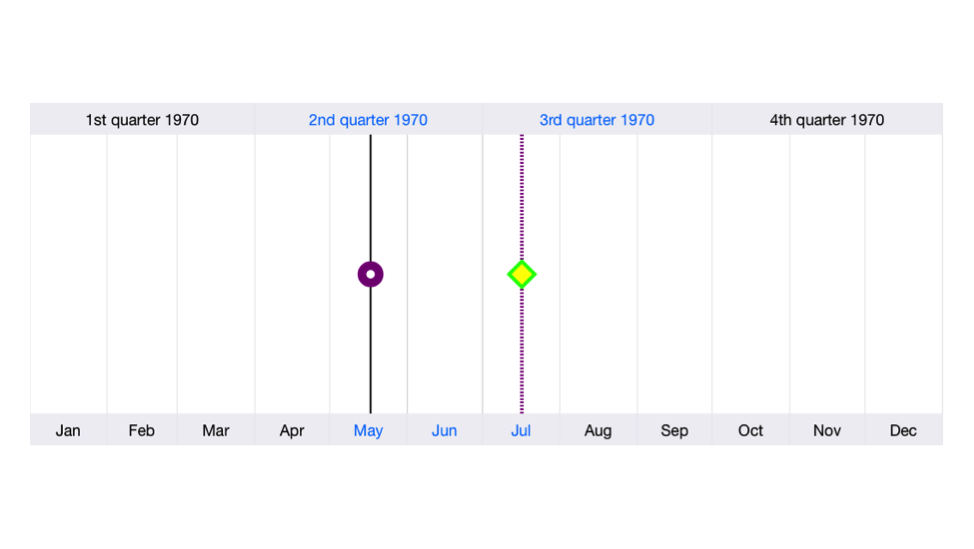 1st quarter 1970 2nd quarter 1970 3rd quarter 1970 4th quarter 1970
Jan Feb Mar Apr May Jun Jul Aug Sep Oct Nov Dec